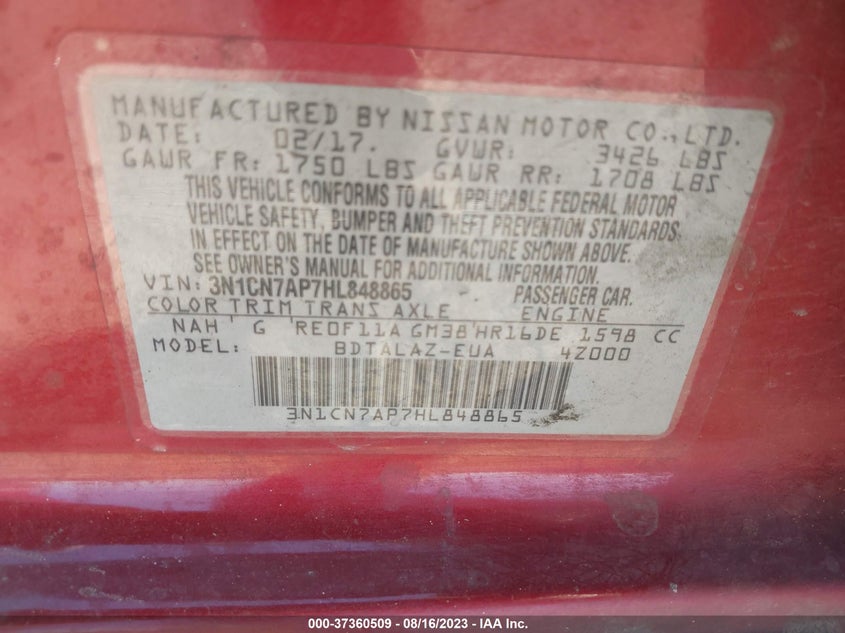 MANUFACTURED BY NISSAN MOTOR CO.,LTD.
DATE: 02/17. GVWR: 3426 LBS
GAWR FR: 1750 LBS GAWR RR: 1708 LBS
THIS VEHICLE CONFORMS TO ALL APPLICABLE FEDERAL MOTOR
VEHICLE SAFETY, BUMPER AND THEFT PREVENTION STANDARDS
IN EFFECT ON THE DATE OF MANUFACTURE SHOWN ABOVE.
SEE OWNER'S MANUAL FOR ADDITIONAL INFORMATION.
VIN: 3N1CN7AP7HL848865 PASSENGER CAR.
COLOR TRIM TRANS AXLE ENGINE
NAH G RE0F11A GM38 HR16DE 1598 CC
MODEL: BDTALAZ-EUA 4Z000
3N1CN7AP7HL848865
000-37360509 - 08/16/2023 - IAA Inc.